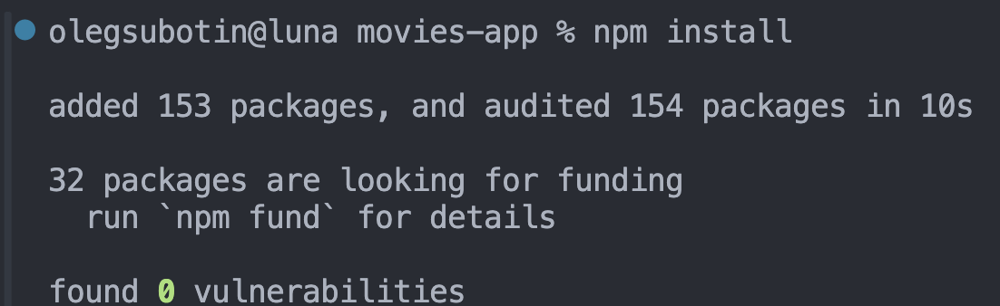 olegsubotin@luna movies-app % npm install
added 153 packages, and audited 154 packages in 10s
32 packages are looking for funding
run `npm fund` for details
found 0 vulnerabilities